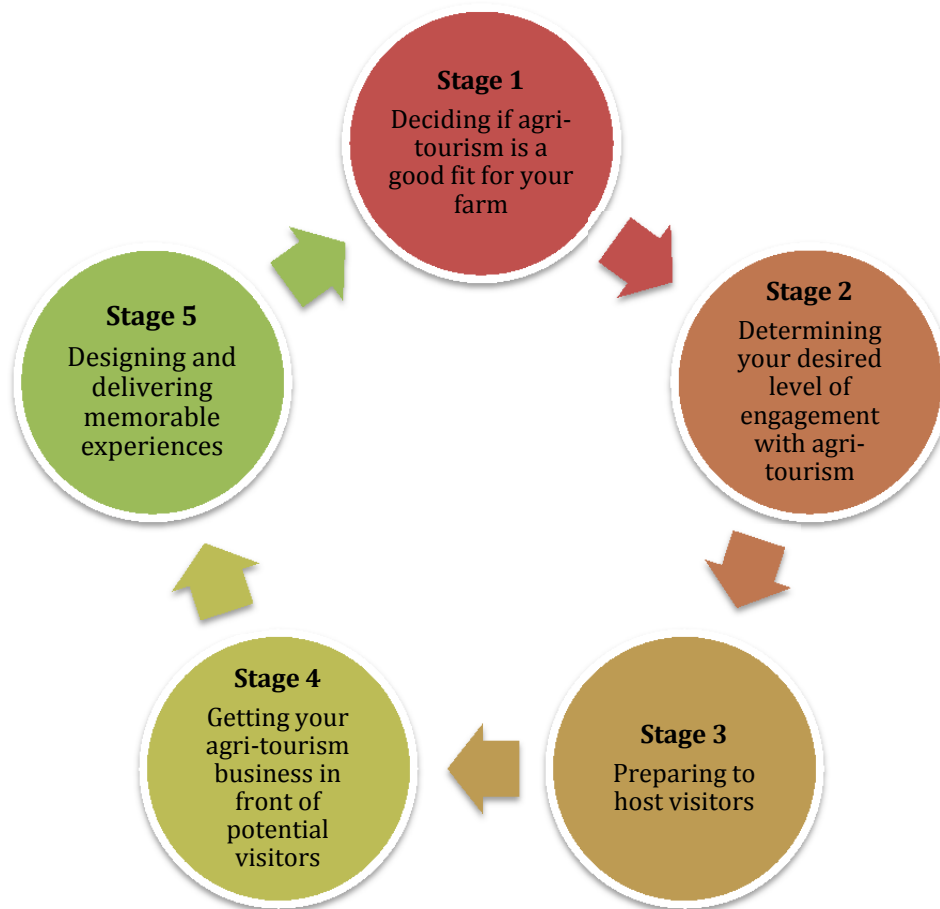 Stage 1
Deciding if agri-
tourism is a
good fit for your
farm
Stage 2
Determining
your desired
level of
engagement
with agri-
tourism
Stage 3
Preparing to
host visitors
Stage 4
Getting your
agri-tourism
business in
front of
potential
visitors
Stage 5
Designing and
delivering
memorable
experiences